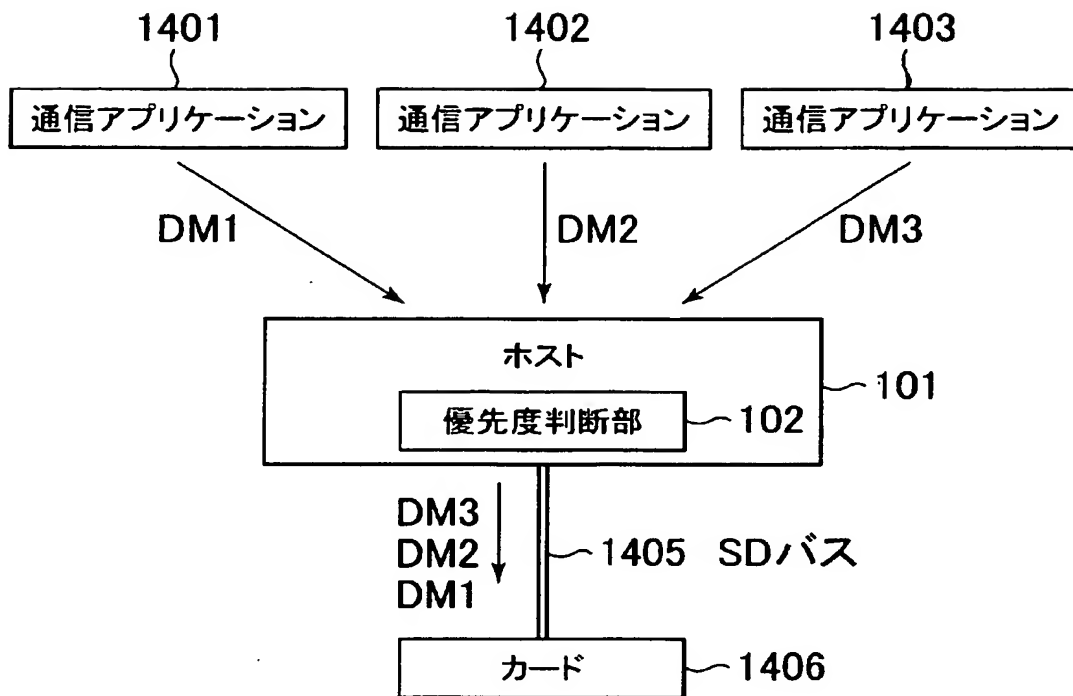 1401
1402
1403
通信アプリケーション
通信アプリケーション
通信アプリケーション
DM1
DM2
DM3
ホスト
101
優先度判断部
102
DM3
DM2
DM1
1405 SDバス
カード
1406